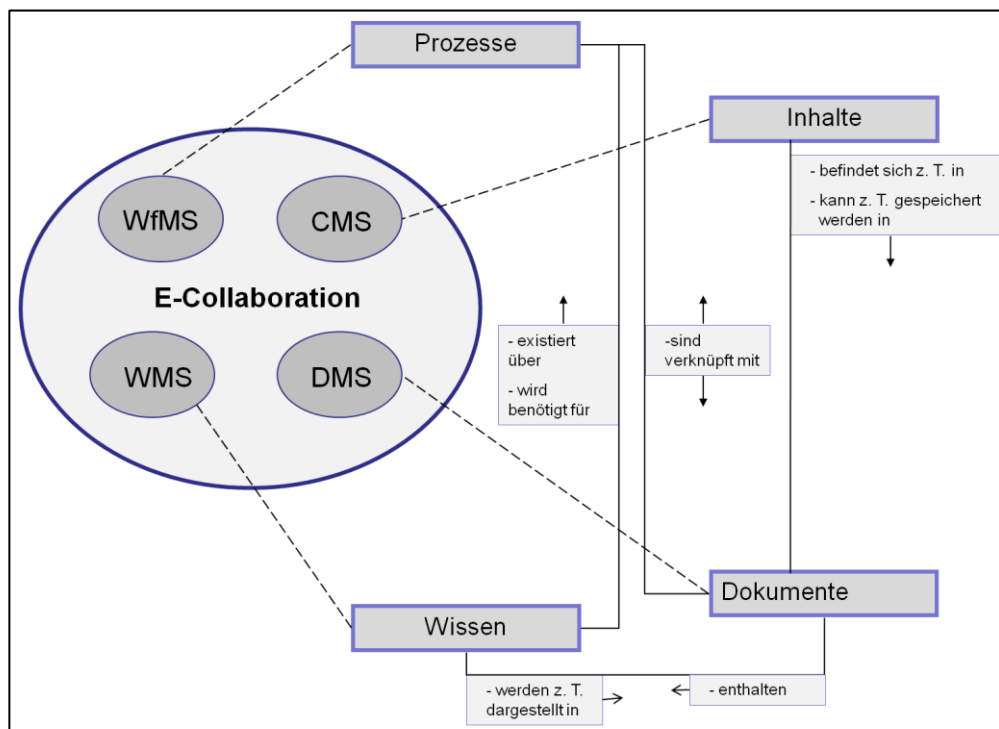 Prozesse
Inhalte
- befindet sich z. T. in
- kann z. T. gespeichert
werden in
WfMS
CMS
E-Collaboration
WMS
DMS
- existiert
über
- wird
benötigt für
-sind
verknüpft mit
Dokumente
Wissen
- werden z. T.
dargestellt in
- enthalten